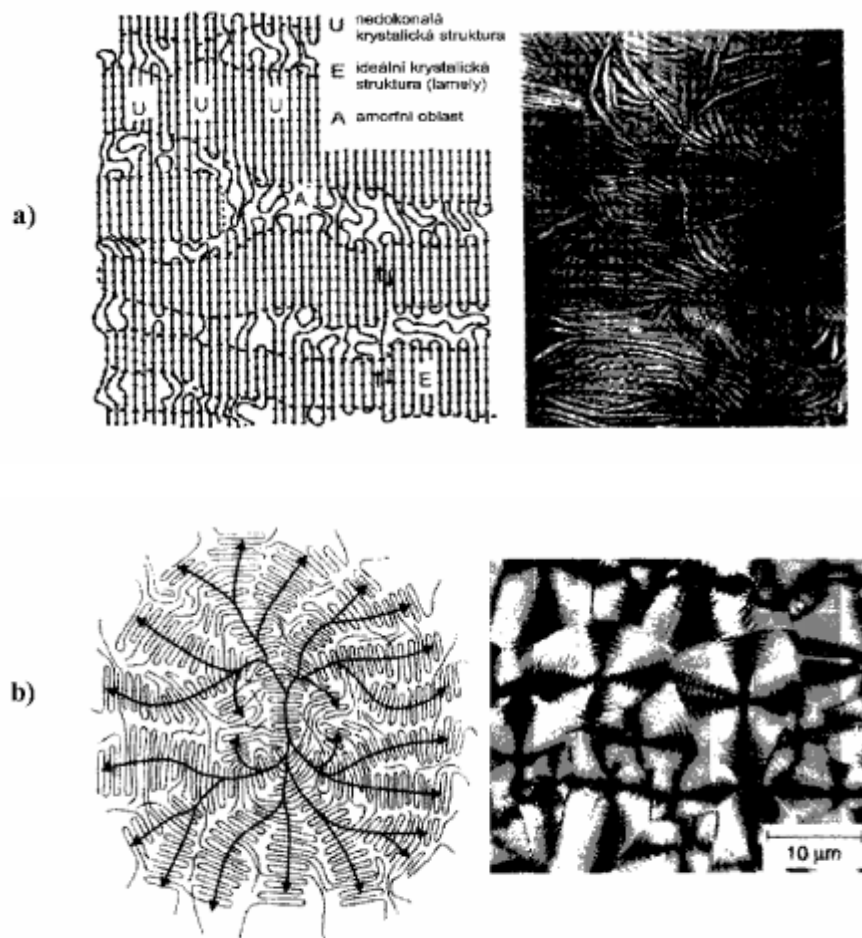 U nedokonalá
krystalická struktura
E ideální krystalická
struktura (lamely)
A amorfní oblast
U U U
A
a)
E
b)
10 μm